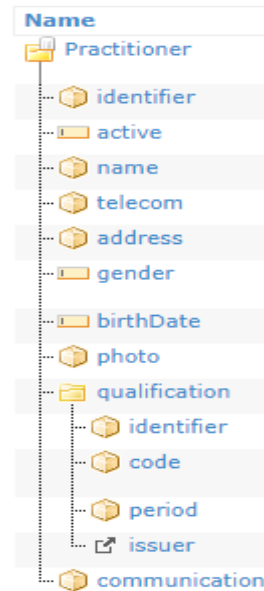 Name
Practitioner
identifier
active
name
telecom
address
gender
birthDate
photo
qualification
identifier
code
period
issuer
communication